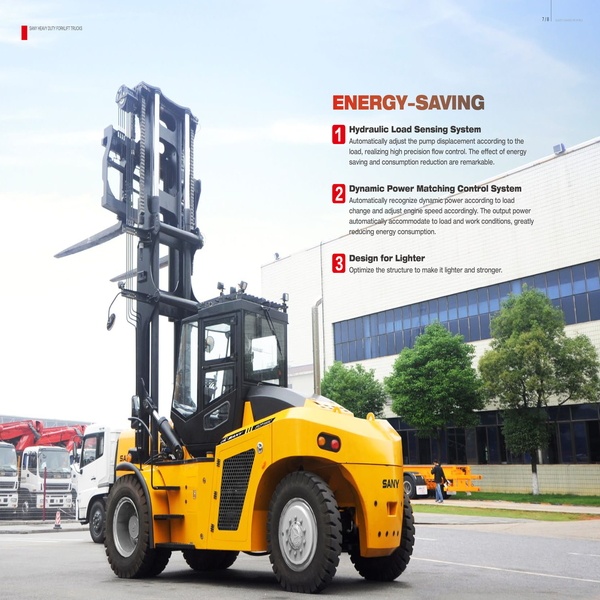 SANY HEAVY DUTY FORKLIFT TRUCKS
7/8
ENERGY-SAVING
1 Hydraulic Load Sensing System
Automatically adjust the pump displacement according to the
load, realizing high precision flow control. The effect of energy
saving and consumption reduction are remarkable.
2 Dynamic Power Matching Control System
Automatically recognize dynamic power according to load
change and adjust engine speed accordingly. The output power
automatically accommodate to load and work conditions, greatly
reducing energy consumption.
3 Design for Lighter
Optimize the structure to make it lighter and stronger.
SANY